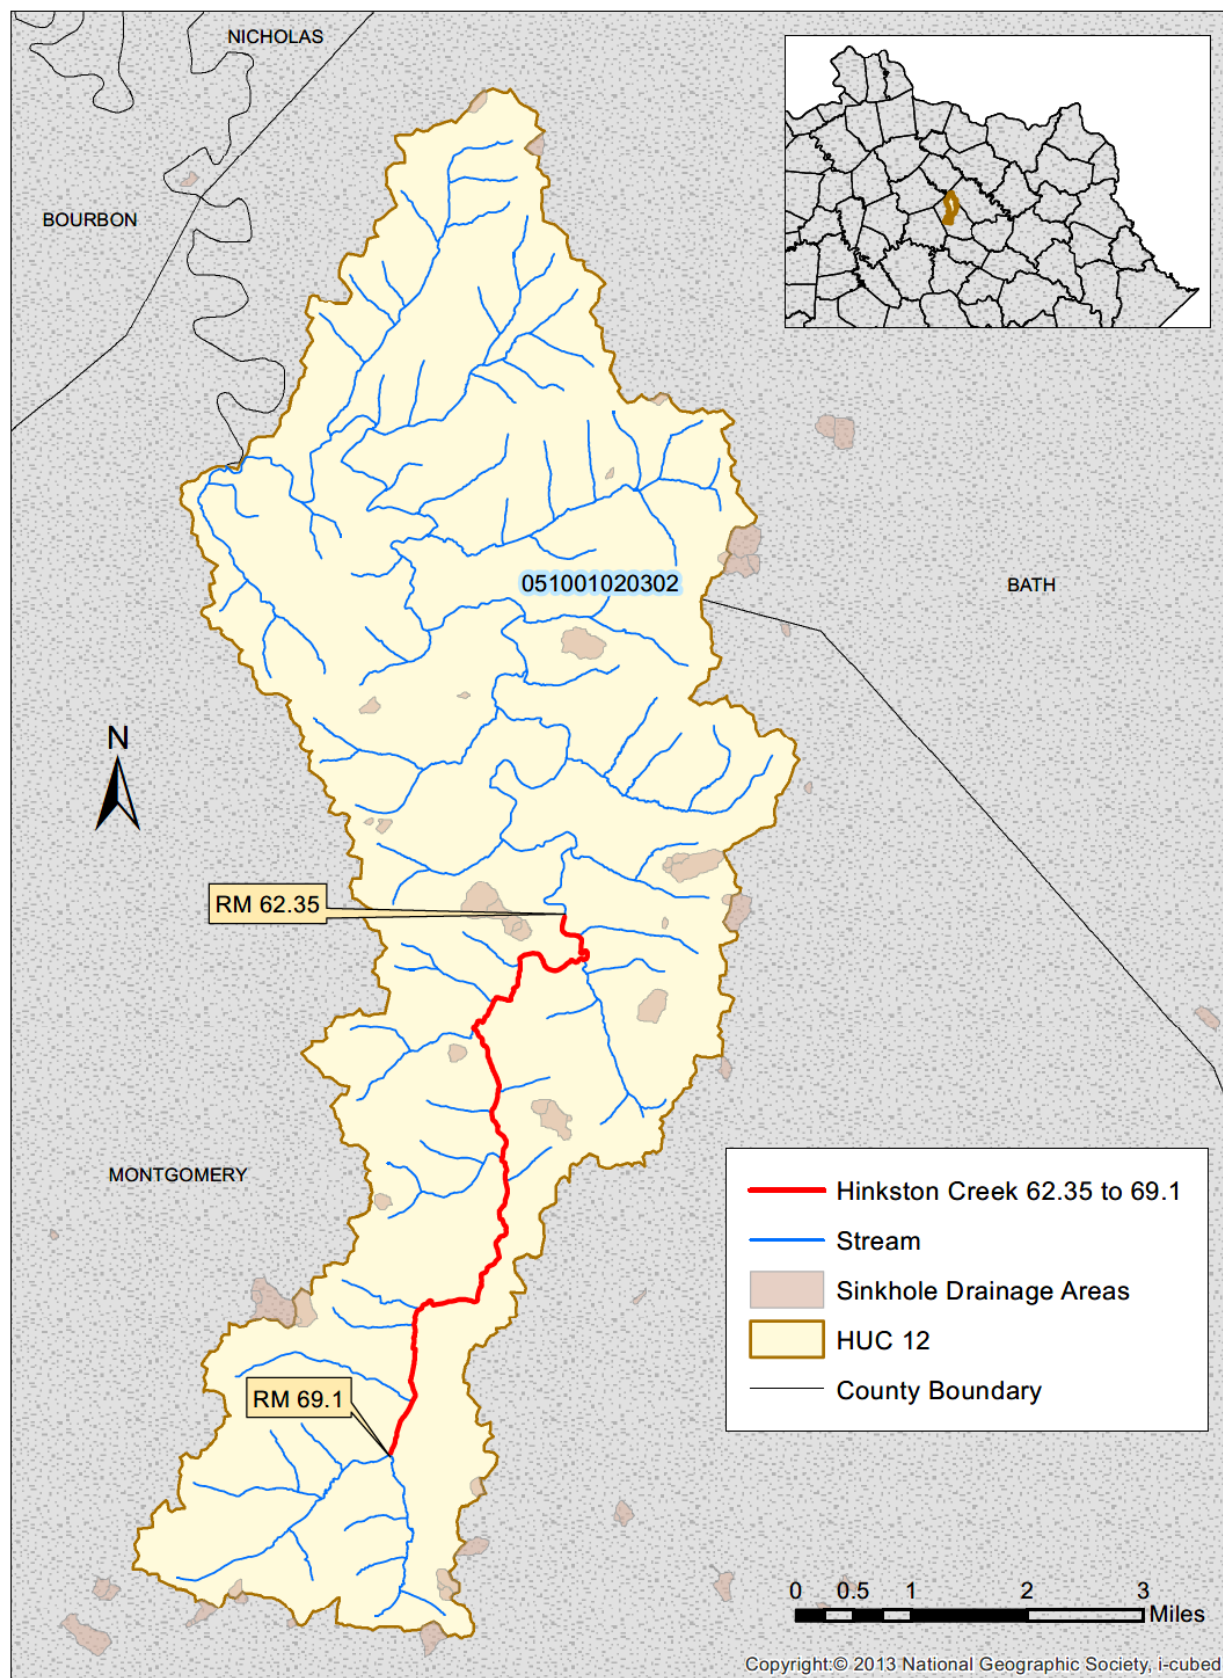 NICHOLAS
BOURBON
051001020302
BATH
N
RM 62.35
MONTGOMERY
Hinkston Creek 62.35 to 69.1
Stream
Sinkhole Drainage Areas
HUC 12
County Boundary
RM 69.1
0 0.5 1 2 3
Miles
Copyright:© 2013 National Geographic Society, i-cubed